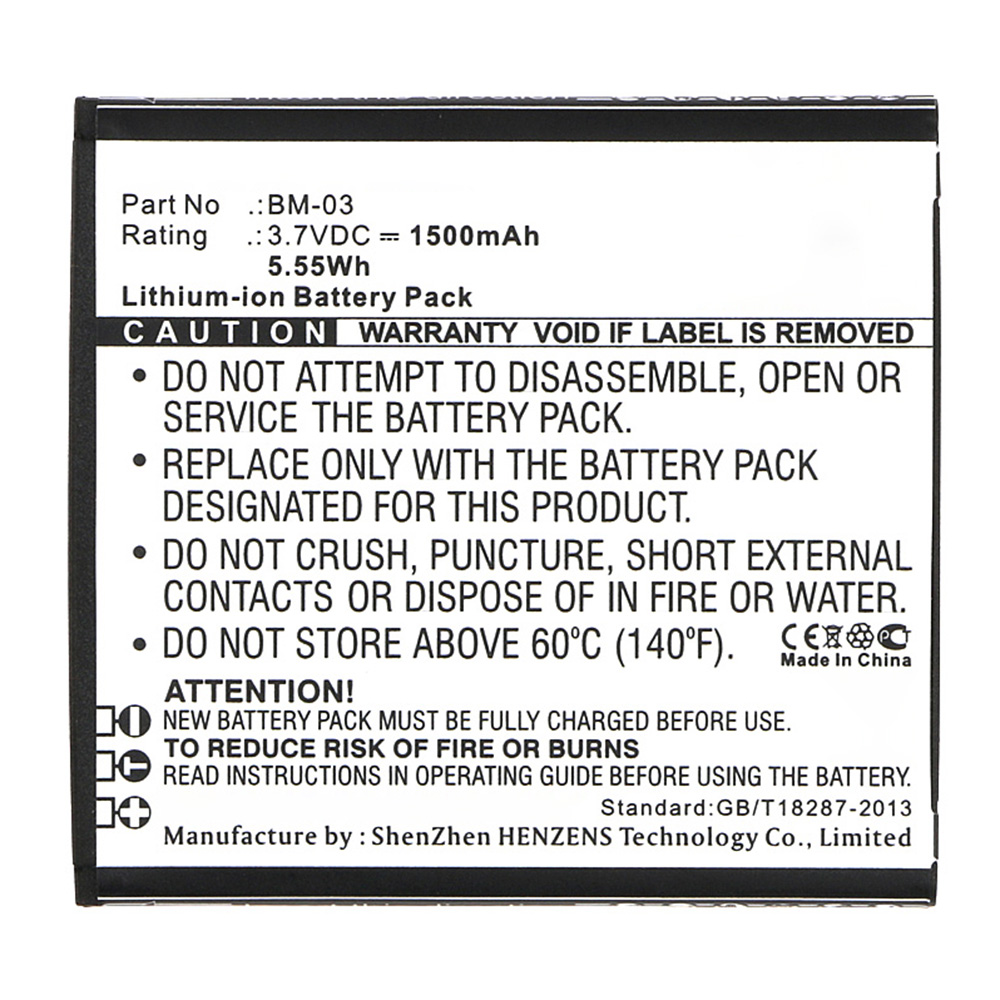 Part No .:BM-03
Rating .:3.7VDC ⎓ 1500mAh
5.55Wh
Lithium-ion Battery Pack
CAUTION WARRANTY VOID IF LABEL IS REMOVED
• DO NOT ATTEMPT TO DISASSEMBLE, OPEN OR
SERVICE THE BATTERY PACK.
• REPLACE ONLY WITH THE BATTERY PACK
DESIGNATED FOR THIS PRODUCT.
• DO NOT CRUSH, PUNCTURE, SHORT EXTERNAL
CONTACTS OR DISPOSE OF IN FIRE OR WATER.
• DO NOT STORE ABOVE 60°C (140°F).
CE
Made In China
ATTENTION!
NEW BATTERY PACK MUST BE FULLY CHARGED BEFORE USE.
TO REDUCE RISK OF FIRE OR BURNS
READ INSTRUCTIONS IN OPERATING GUIDE BEFORE USING THE BATTERY.
Standard:GB/T18287-2013
Manufacture by : ShenZhen HENZENS Technology Co., Limited